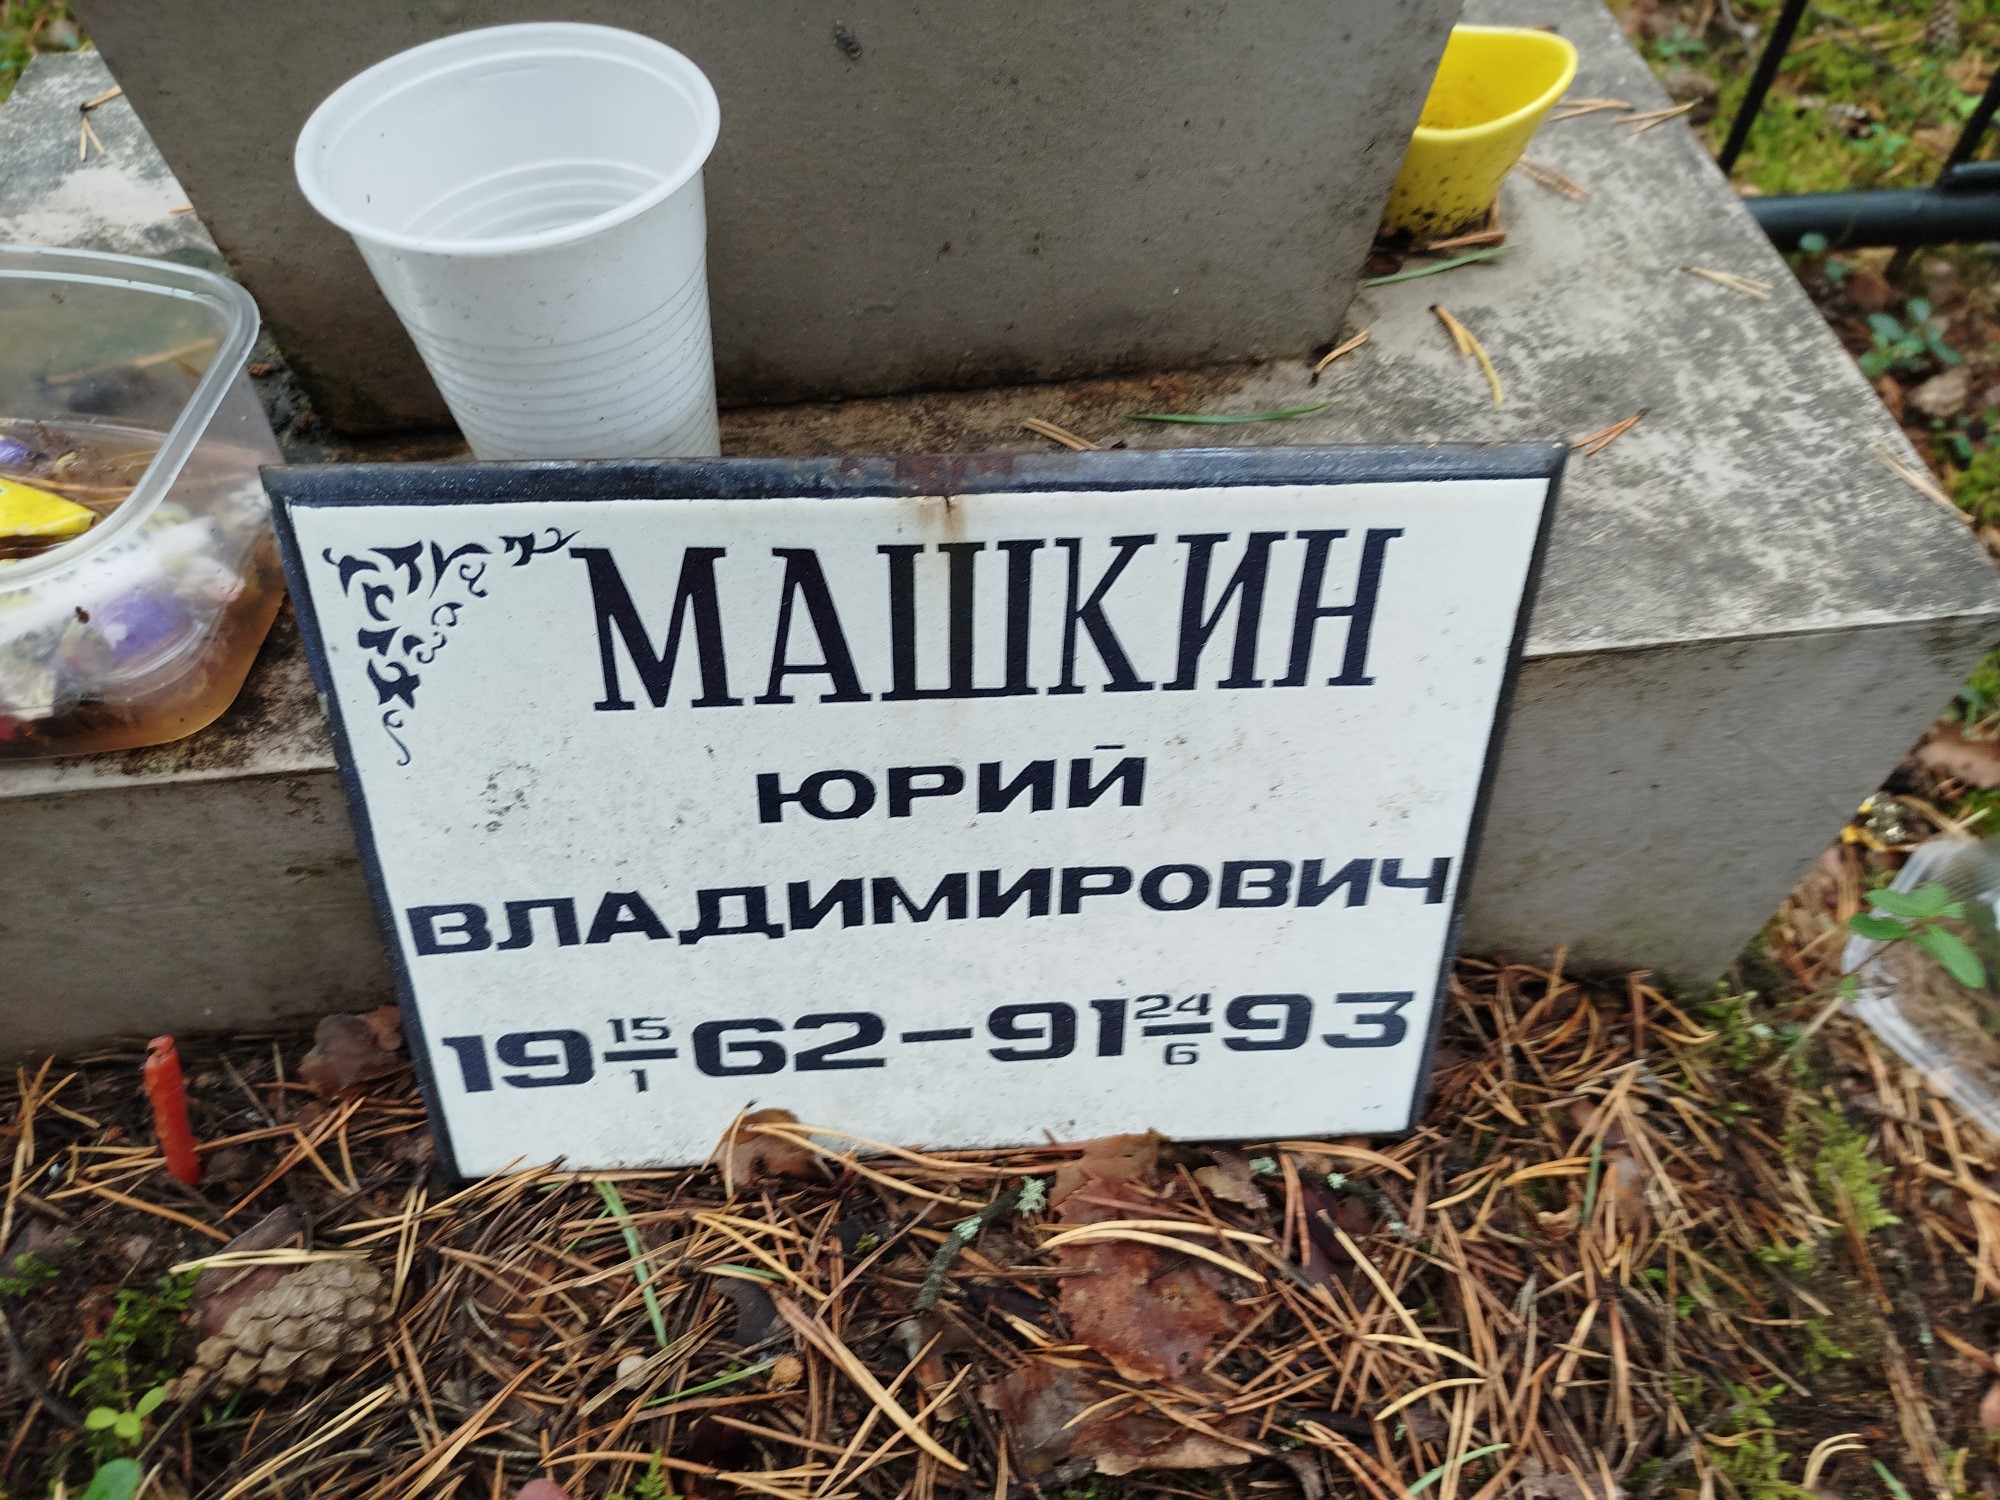 МАШКИН
ЮРИЙ
ВЛАДИМИРОВИЧ
19 15/1 62 – 91 24/6 93